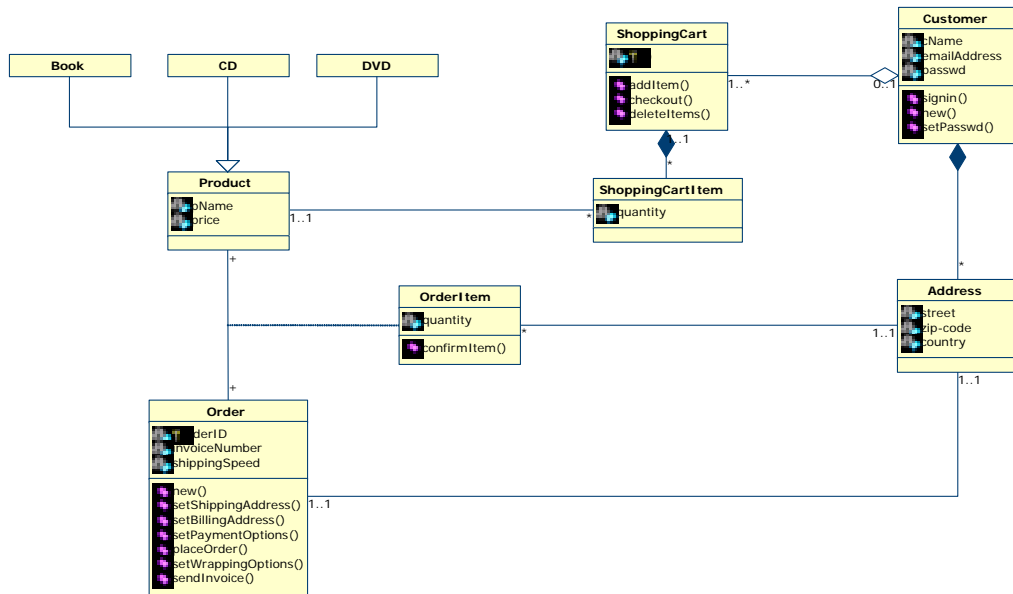 Book
CD
DVD
ShoppingCart
T
addItem()
checkout()
deleteItems()
1..*
0..1
Customer
cName
emailAddress
passwd
signin()
new()
setPasswd()
1..1
*
Product
pName
price
1..1
*
ShoppingCartItem
quantity
+
*
OrderItem
quantity
confirmItem()
*
1..1
Address
street
zip-code
country
1..1
+
Order
derID
invoiceNumber
shippingSpeed
new()
setShippingAddress()
setBillingAddress()
setPaymentOptions()
placeOrder()
setWrappingOptions()
sendInvoice()
1..1